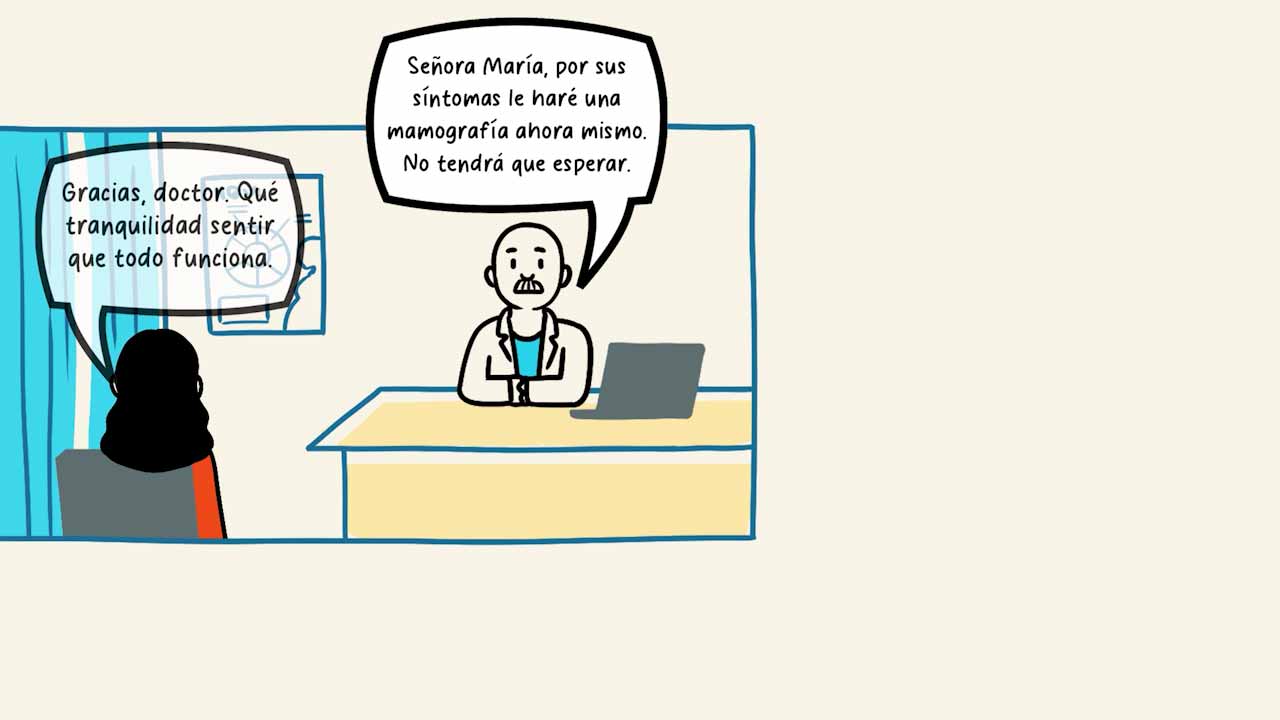 Señora María, por sus
síntomas le haré una
mamografía ahora mismo.
No tendrá que esperar.
Gracias, doctor. Qué
tranquilidad sentir
que todo funciona.